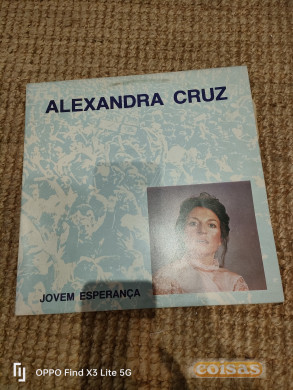 ALEXANDRA CRUZ
JOVEM ESPERANÇA
OPPO Find X3 Lite 5G
coisas